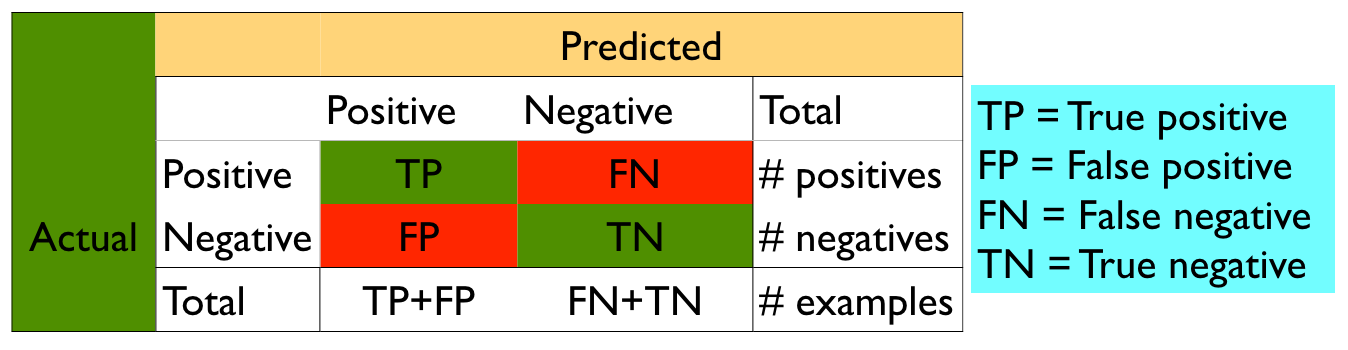 Predicted
Positive Negative Total
Positive TP FN # positives
Actual Negative FP TN # negatives
Total TP+FP FN+TN # examples
TP = True positive
FP = False positive
FN = False negative
TN = True negative